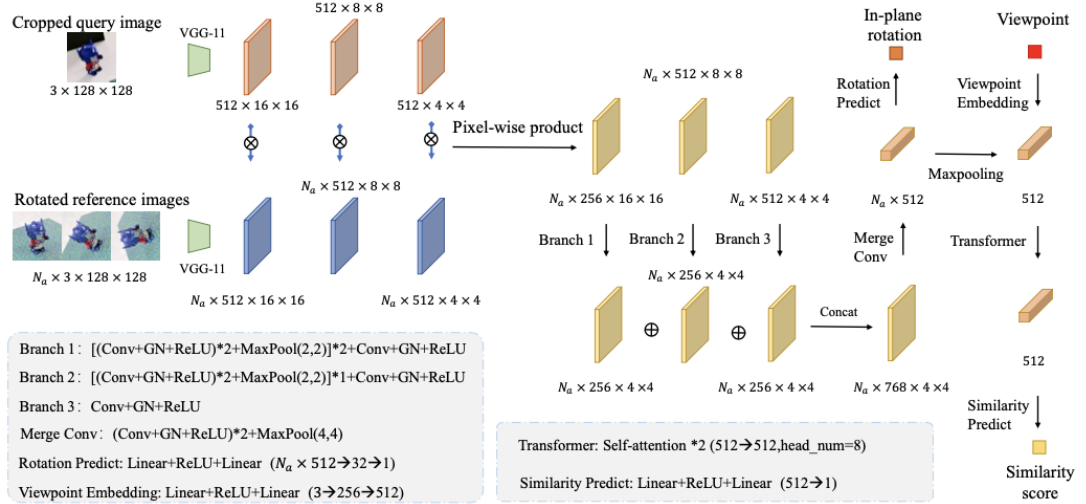 Cropped query image
3 × 128 × 128
VGG-11
512 × 8 × 8
512 × 16 × 16
512 × 4 × 4
Rotated reference images
N_a × 3 × 128 × 128
VGG-11
N_a × 512 × 8 × 8
N_a × 512 × 16 × 16
N_a × 512 × 4 × 4
Pixel-wise product
N_a × 512 × 8 × 8
N_a × 256 × 16 × 16
N_a × 512 × 4 × 4
Branch 1
Branch 2
Branch 3
N_a × 256 × 4 ×4
N_a × 256 × 4 ×4
N_a × 256 × 4 ×4
Concat
N_a × 768 × 4 ×4
Merge
Conv
N_a × 512
Rotation
Predict
In-plane
rotation
Maxpooling
Viewpoint
Viewpoint
Embedding
512
Transformer
512
Similarity
Predict
Similarity
score
Branch 1: [(Conv+GN+ReLU)*2+MaxPool(2,2)]*2+Conv+GN+ReLU
Branch 2: [(Conv+GN+ReLU)*2+MaxPool(2,2)]*1+Conv+GN+ReLU
Branch 3: Conv+GN+ReLU
Merge Conv: (Conv+GN+ReLU)*2+MaxPool(4,4)
Rotation Predict: Linear+ReLU+Linear (N_a × 512→32→1)
Viewpoint Embedding: Linear+ReLU+Linear (3→256→512)
Transformer: Self-attention *2 (512→512,head_num=8)
Similarity Predict: Linear+ReLU+Linear (512→1)